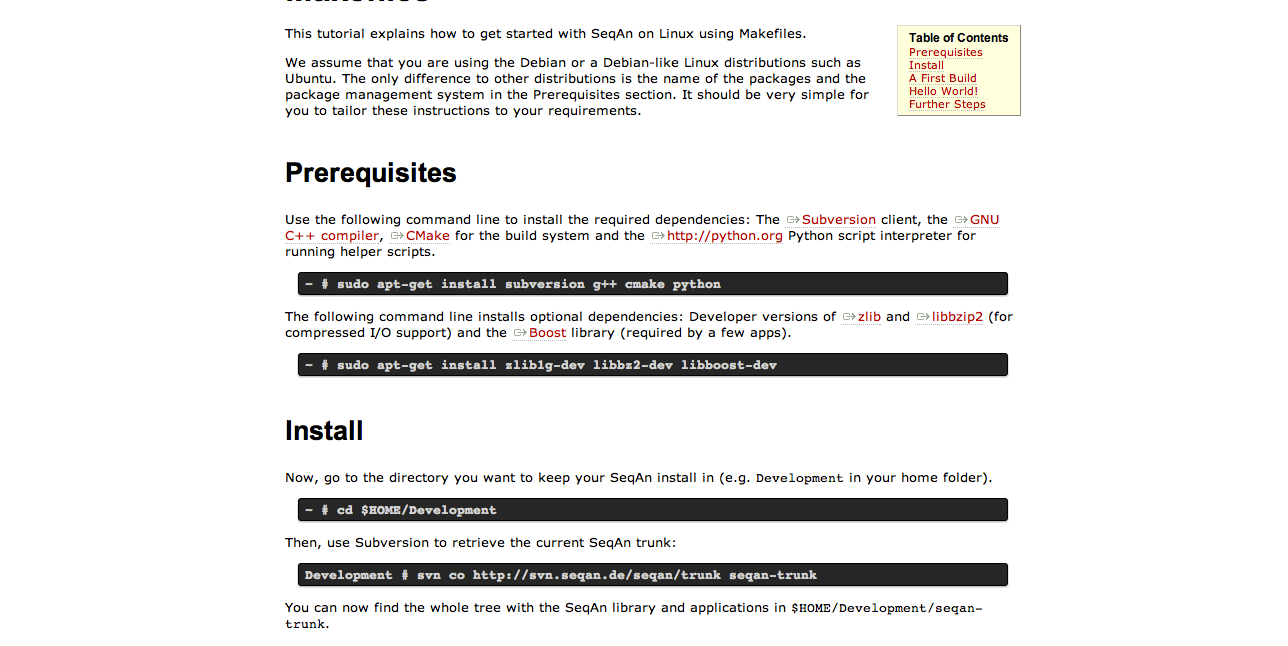 This tutorial explains how to get started with SeqAn on Linux using Makefiles.
We assume that you are using the Debian or a Debian-like Linux distributions such as
Ubuntu. The only difference to other distributions is the name of the packages and the
package management system in the Prerequisites section. It should be very simple for
you to tailor these instructions to your requirements.
Table of Contents
Prerequisites
Install
A First Build
Hello World!
Further Steps
Prerequisites
Use the following command line to install the required dependencies: The Subversion client, the GNU
C++ compiler, CMake for the build system and the http://python.org Python script interpreter for
running helper scripts.
~ # sudo apt-get install subversion g++ cmake python
The following command line installs optional dependencies: Developer versions of zlib and libbzip2 (for
compressed I/O support) and the Boost library (required by a few apps).
~ # sudo apt-get install zlib1g-dev libbz2-dev libboost-dev
Install
Now, go to the directory you want to keep your SeqAn install in (e.g. Development in your home folder).
~ # cd $HOME/Development
Then, use Subversion to retrieve the current SeqAn trunk:
Development # svn co http://svn.seqan.de/seqan/trunk seqan-trunk
You can now find the whole tree with the SeqAn library and applications in $HOME/Development/seqan-
trunk.